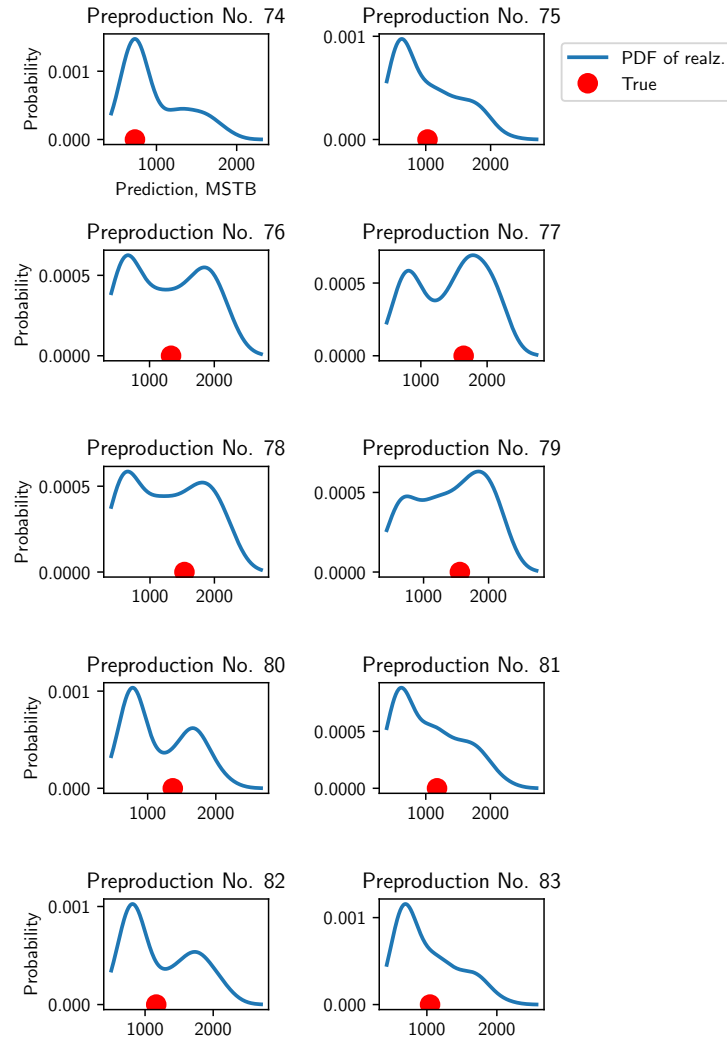 Preproduction No. 74
Probability
0.001
0.000
1000 2000
Prediction, MSTB
Preproduction No. 75
0.001
0.000
1000 2000
PDF of realz.
True
Preproduction No. 76
Probability
0.0005
0.0000
1000 2000
Preproduction No. 77
0.0005
0.0000
1000 2000
Preproduction No. 78
Probability
0.0005
0.0000
1000 2000
Preproduction No. 79
0.0005
0.0000
1000 2000
Preproduction No. 80
Probability
0.001
0.000
1000 2000
Preproduction No. 81
0.0005
0.0000
1000 2000
Preproduction No. 82
Probability
0.001
0.000
1000 2000
Preproduction No. 83
0.001
0.000
1000 2000